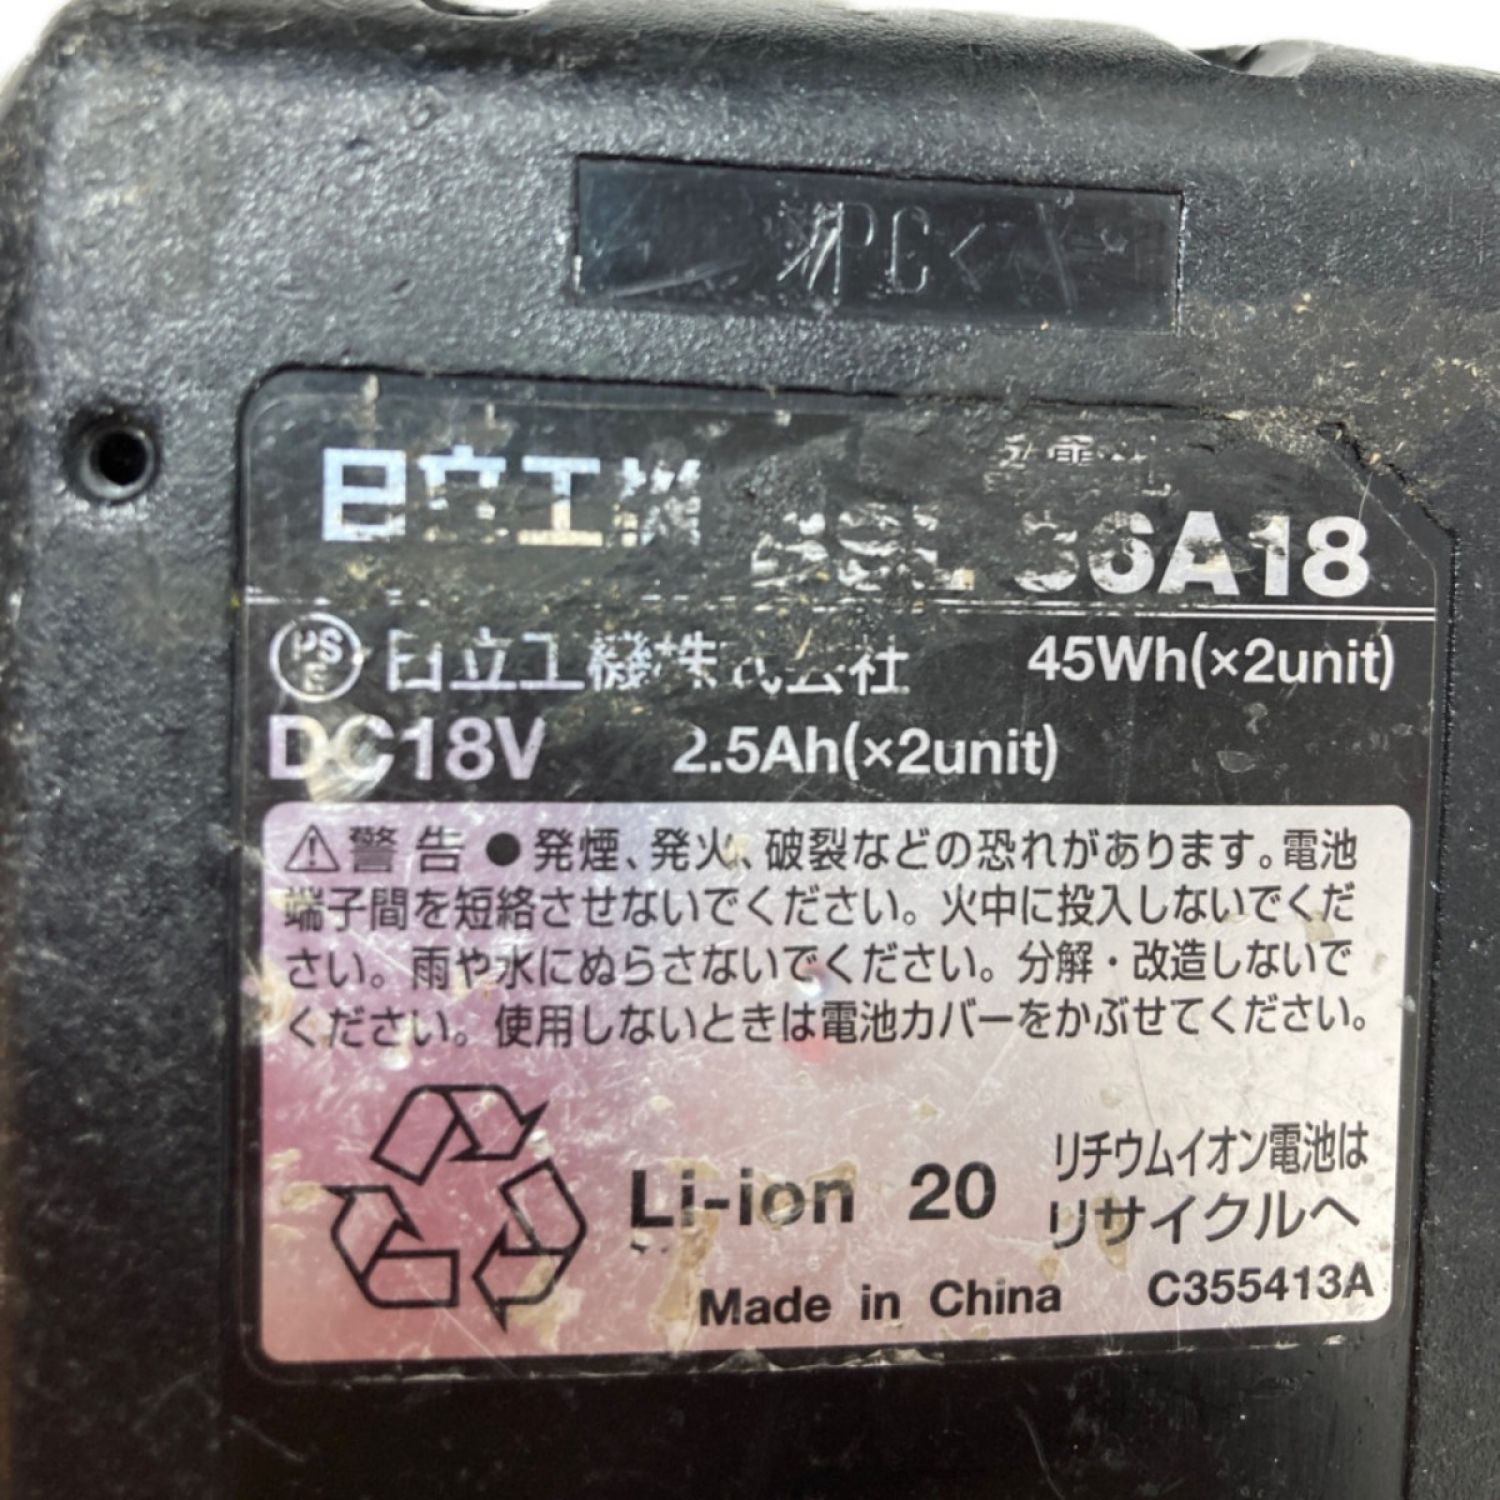 PC<
日立工機
36A18
PS
E
日立工機株式会社 45Wh(×2unit)
DC18V 2.5Ah(×2unit)
⚠警告 ●発煙、発火、破裂などの恐れがあります。電池
端子間を短絡させないでください。火中に投入しないでくだ
さい。雨や水にぬらさないでください。分解・改造しないで
ください。使用しないときは電池カバーをかぶせてください。
Li-ion 20
リチウムイオン電池は
リサイクルへ
Made in China C355413A